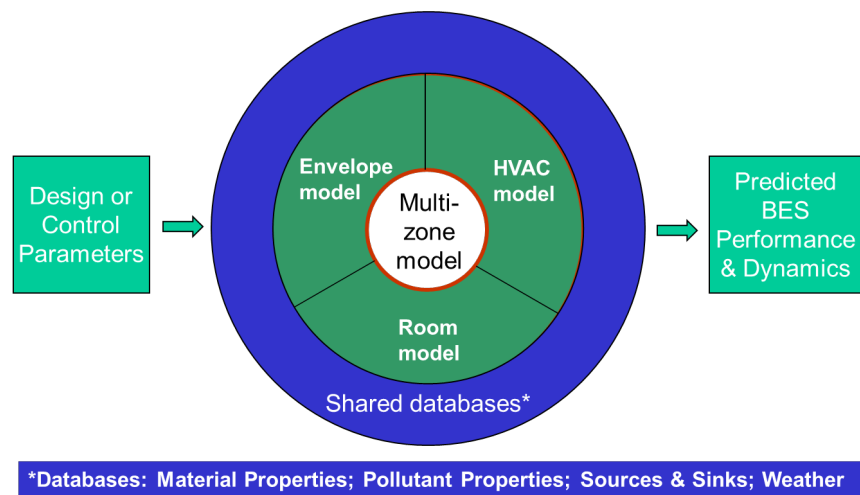 Design or
Control
Parameters
Envelope
model
HVAC
model
Multi-
zone
model
Room
model
Shared databases*
Predicted
BES
Performance
& Dynamics
*Databases: Material Properties; Pollutant Properties; Sources & Sinks; Weather